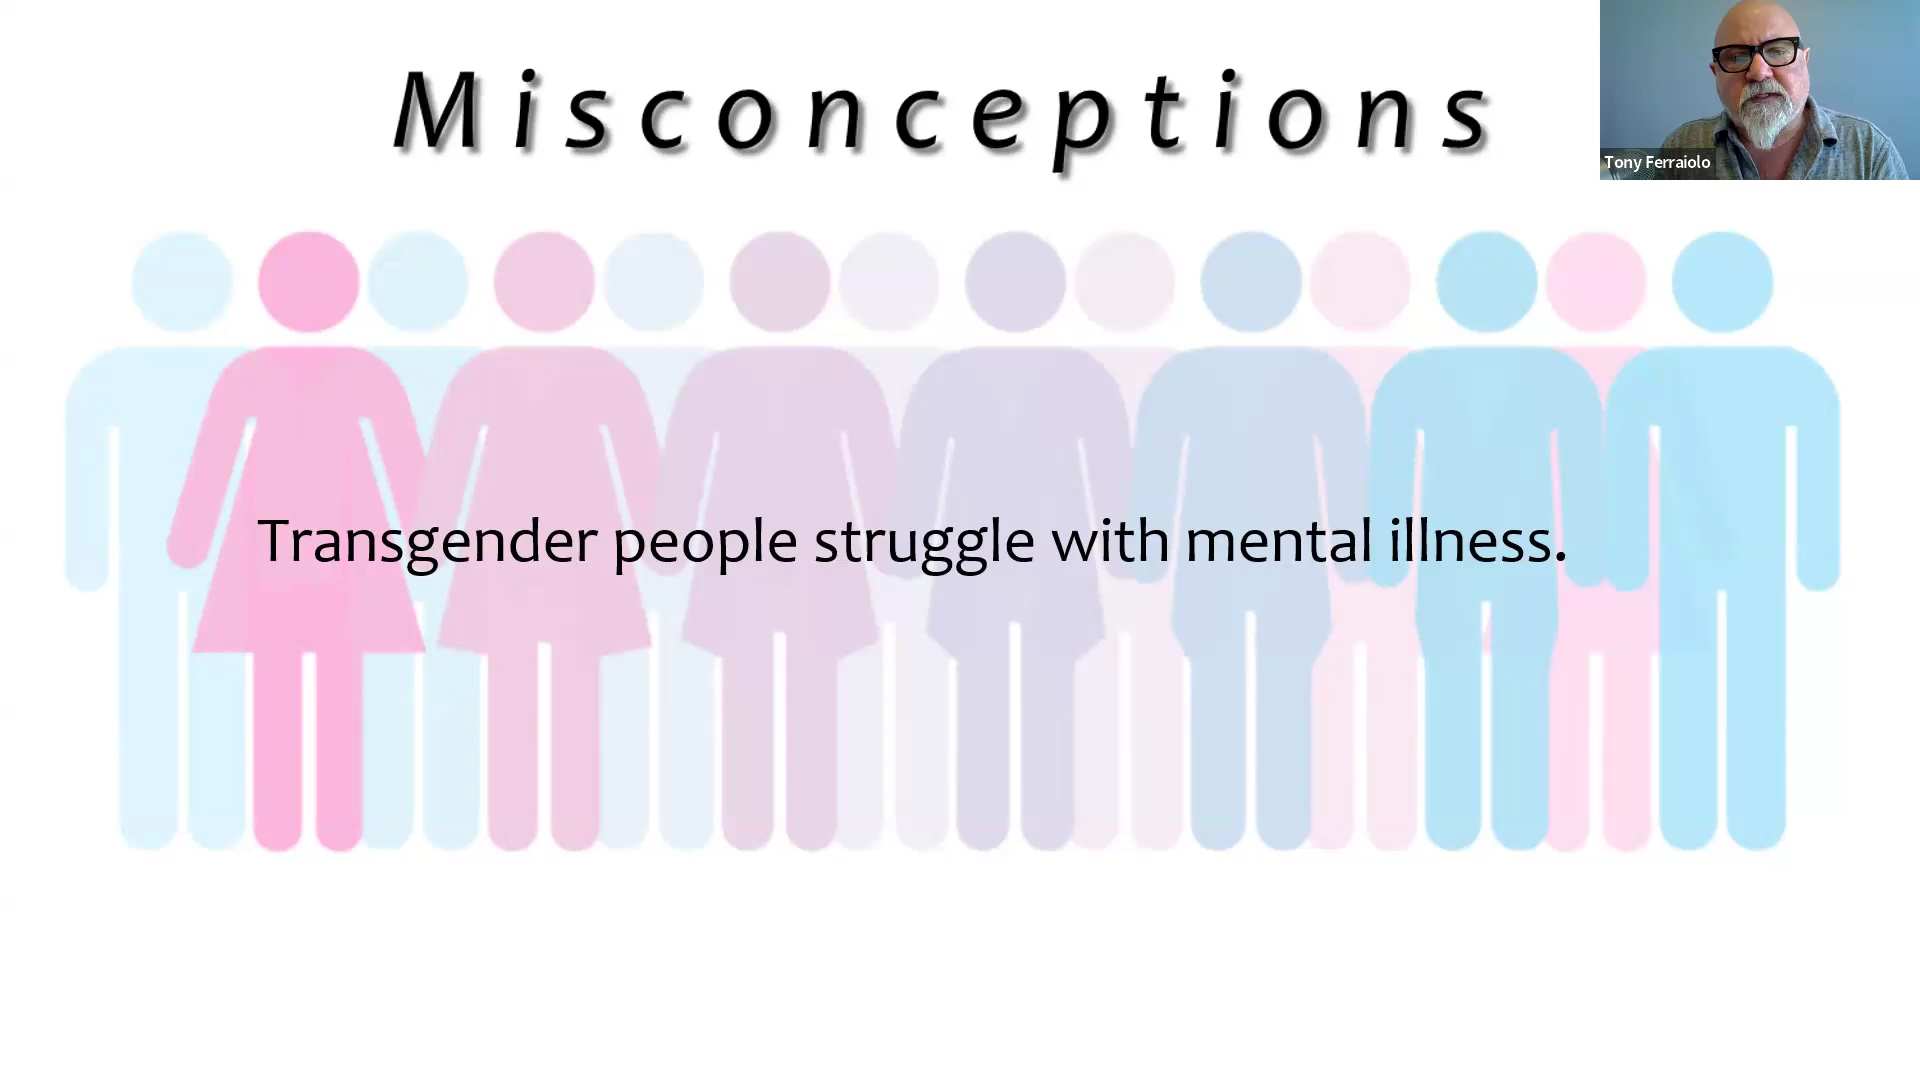 Misconceptions
Tony Ferraiolo
Transgender people struggle with mental illness.